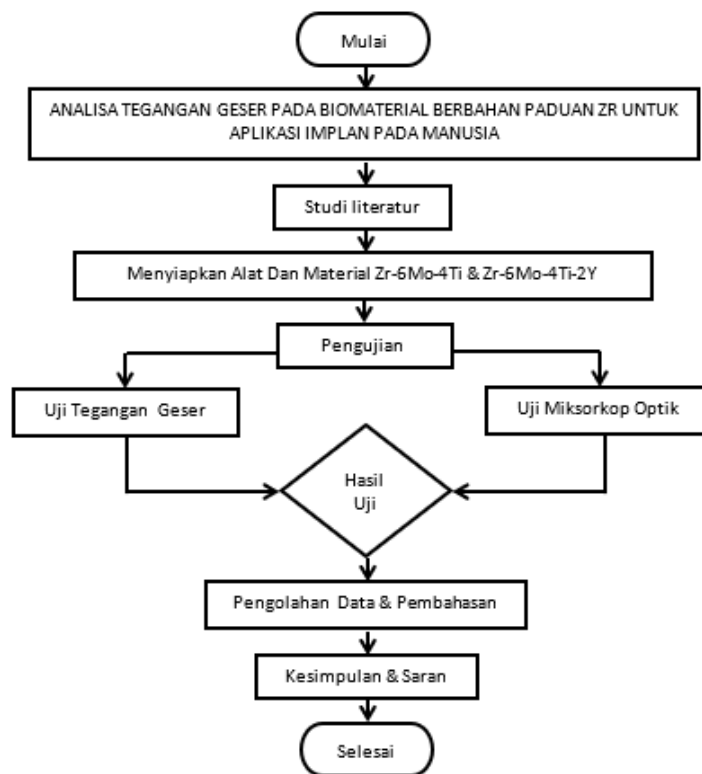 Mulai
ANALISA TEGANGAN GESER PADA BIOMATERIAL BERBAHAN PADUAN ZR UNTUK
APLIKASI IMPLAN PADA MANUSIA
Studi literatur
Menyiapkan Alat Dan Material Zr-6Mo-4Ti & Zr-6Mo-4Ti-2Y
Pengujian
Uji Tegangan Geser
Uji Miksorkop Optik
Hasil
Uji
Pengolahan Data & Pembahasan
Kesimpulan & Saran
Selesai